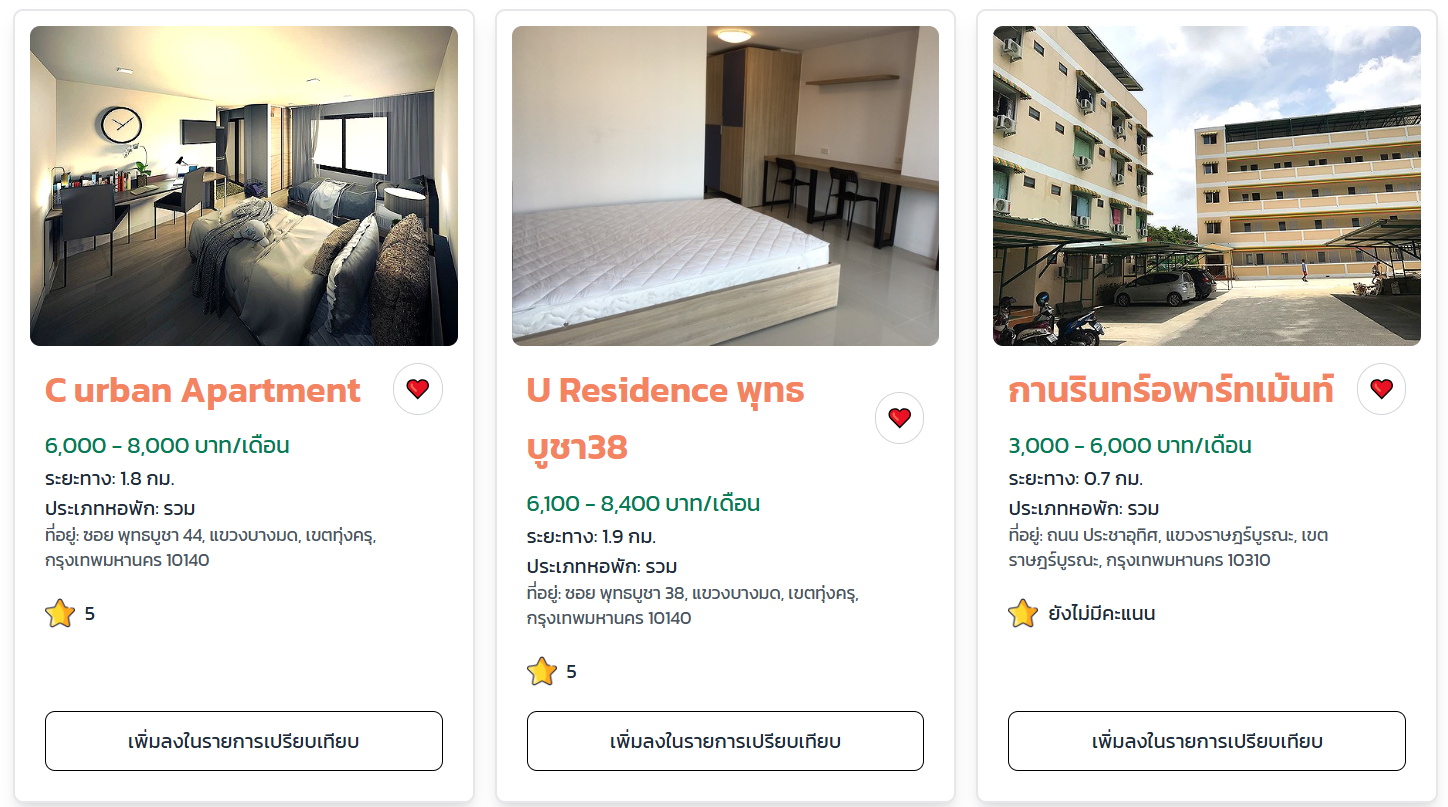 C urban Apartment
6,000 - 8,000 บาท/เดือน
ระยะทาง: 1.8 กม.
ประเภทหอพัก: รวม
ที่อยู่: ซอย พุทธบูชา 44, แขวงบางมด, เขตทุ่งครุ,
กรุงเทพมหานคร 10140
5
เพิ่มลงในรายการเปรียบเทียบ
U Residence พุทธ
บูชา38
6,100 - 8,400 บาท/เดือน
ระยะทาง: 1.9 กม.
ประเภทหอพัก: รวม
ที่อยู่: ซอย พุทธบูชา 38, แขวงบางมด, เขตทุ่งครุ,
กรุงเทพมหานคร 10140
5
เพิ่มลงในรายการเปรียบเทียบ
กานรินทร์อพาร์ทเม้นท์
3,000 - 6,000 บาท/เดือน
ระยะทาง: 0.7 กม.
ประเภทหอพัก: รวม
ที่อยู่: ถนน ประชาอุทิศ, แขวงราษฎร์บูรณะ, เขต
ราษฎร์บูรณะ, กรุงเทพมหานคร 10310
ยังไม่มีคะแนน
เพิ่มลงในรายการเปรียบเทียบ